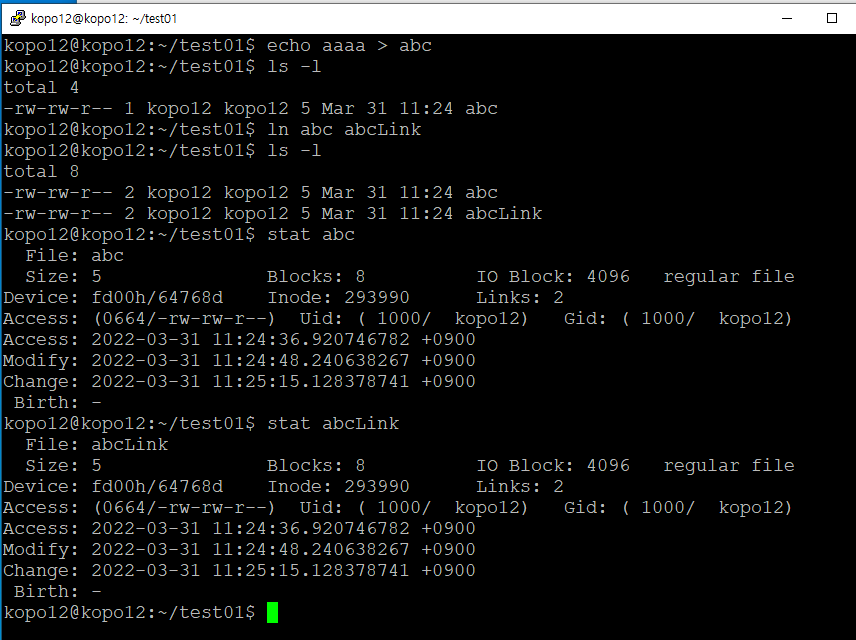 kopo12@kopo12: ~/test01
kopo12@kopo12:~/test01$ echo aaaa > abc
kopo12@kopo12:~/test01$ ls -l
total 4
-rw-rw-r-- 1 kopo12 kopo12 5 Mar 31 11:24 abc
kopo12@kopo12:~/test01$ ln abc abcLink
kopo12@kopo12:~/test01$ ls -l
total 8
-rw-rw-r-- 2 kopo12 kopo12 5 Mar 31 11:24 abc
-rw-rw-r-- 2 kopo12 kopo12 5 Mar 31 11:24 abcLink
kopo12@kopo12:~/test01$ stat abc
  File: abc
  Size: 5               Blocks: 8          IO Block: 4096   regular file
Device: fd00h/64768d    Inode: 293990      Links: 2
Access: (0664/-rw-rw-r--)  Uid: ( 1000/  kopo12)   Gid: ( 1000/  kopo12)
Access: 2022-03-31 11:24:36.920746782 +0900
Modify: 2022-03-31 11:24:48.240638267 +0900
Change: 2022-03-31 11:25:15.128378741 +0900
 Birth: -
kopo12@kopo12:~/test01$ stat abcLink
  File: abcLink
  Size: 5               Blocks: 8          IO Block: 4096   regular file
Device: fd00h/64768d    Inode: 293990      Links: 2
Access: (0664/-rw-rw-r--)  Uid: ( 1000/  kopo12)   Gid: ( 1000/  kopo12)
Access: 2022-03-31 11:24:36.920746782 +0900
Modify: 2022-03-31 11:24:48.240638267 +0900
Change: 2022-03-31 11:25:15.128378741 +0900
 Birth: -
kopo12@kopo12:~/test01$